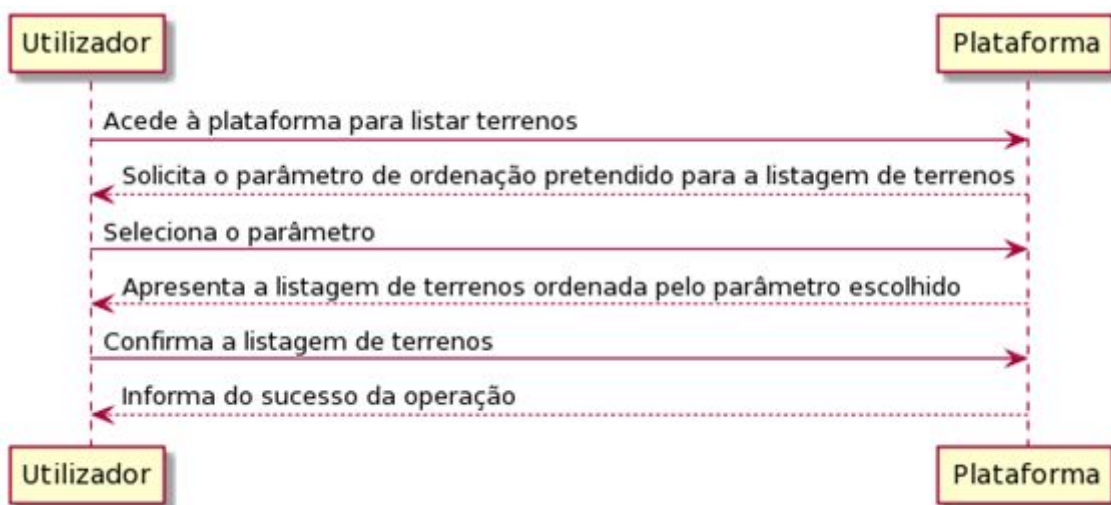 Utilizador
Plataforma
Acede à plataforma para listar terrenos
Solicita o parâmetro de ordenação pretendido para a listagem de terrenos
Seleciona o parâmetro
Apresenta a listagem de terrenos ordenada pelo parâmetro escolhido
Confirma a listagem de terrenos
Informa do sucesso da operação
Utilizador
Plataforma